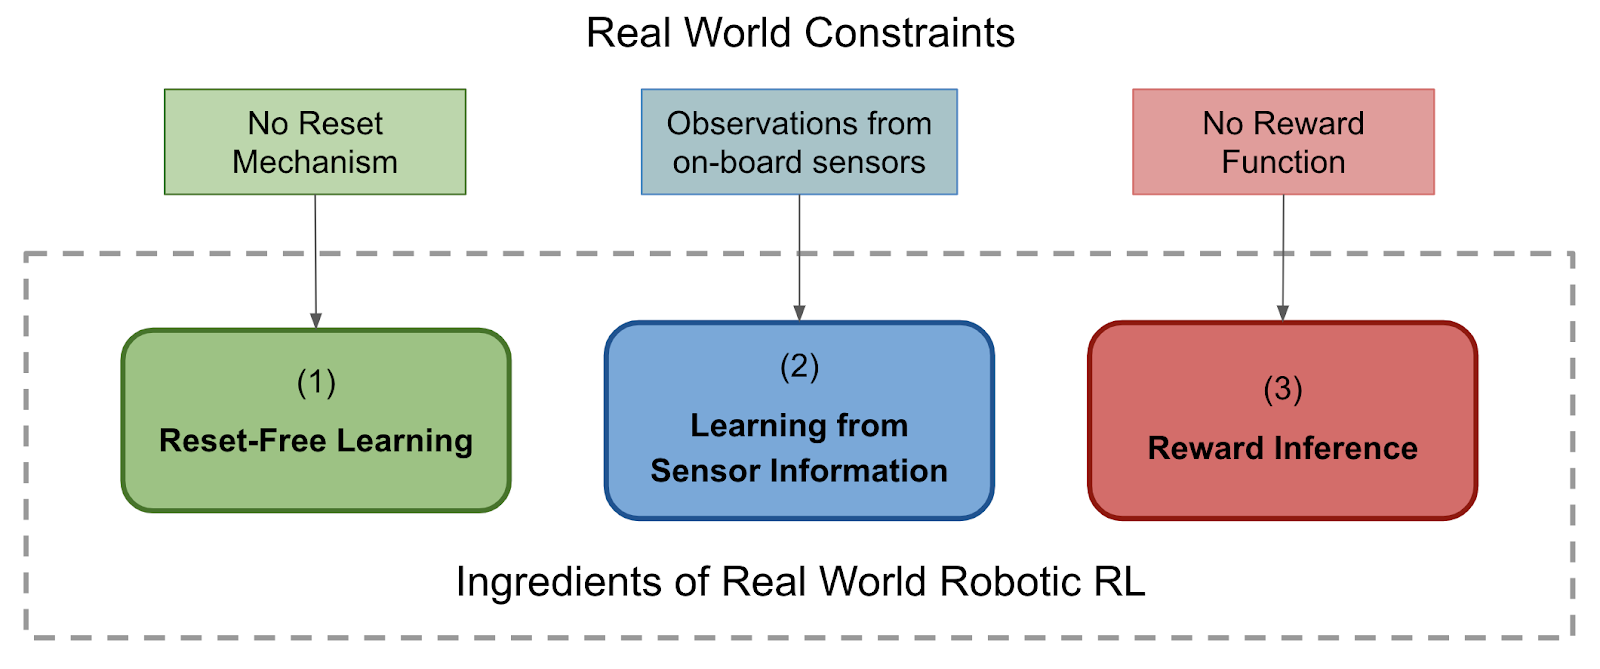 Real World Constraints
No Reset
Mechanism
Observations from
on-board sensors
No Reward
Function
(1)
Reset-Free Learning
(2)
Learning from
Sensor Information
(3)
Reward Inference
Ingredients of Real World Robotic RL